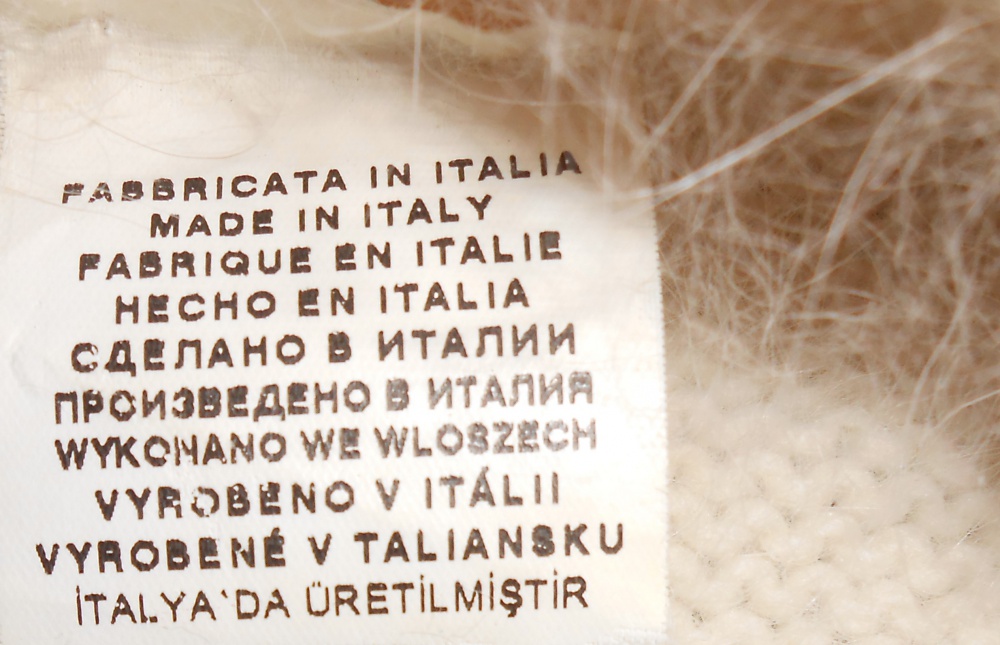 FABBRICATA IN ITALIA
MADE IN ITALY
FABRIQUE EN ITALIE
HECHO EN ITALIA
СДЕЛАНО В ИТАЛИИ
ПРОИЗВЕДЕНО В ИТАЛИЯ
WYKONANO WE WLOSZECH
VYROBENO V ITÁLII
VYROBENÉ V TALIANSKU
İTALYA'DA ÜRETİLMİŞTİR